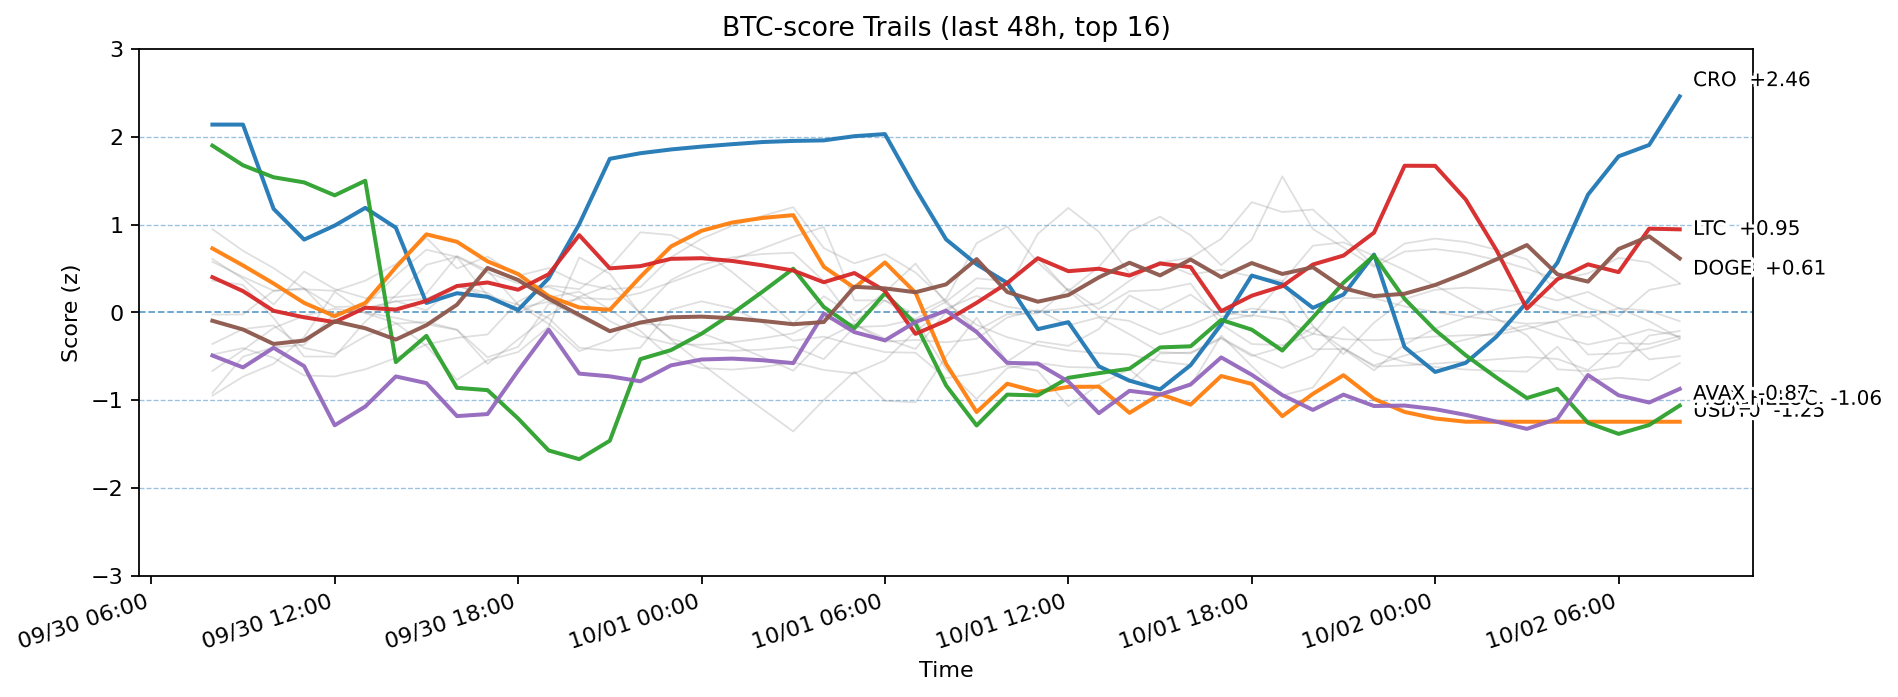 BTC-score Trails (last 48h, top 16)
Score (z)
3
2
1
0
−1
−2
−3
CRO +2.46
LTC +0.95
DOGE +0.61
AVAX -0.87
-1.06
-1.25
09/30 06:00
09/30 12:00
09/30 18:00
10/01 00:00
10/01 06:00
10/01 12:00
10/01 18:00
10/02 00:00
10/02 06:00
Time